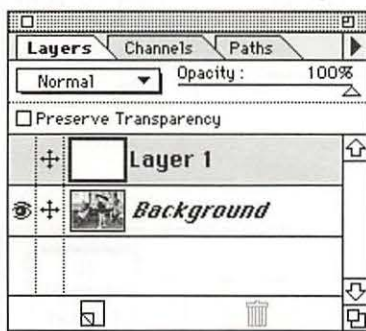 Layers Channels Paths
Normal Opacity: 100%
Preserve Transparency
Layer 1
Background